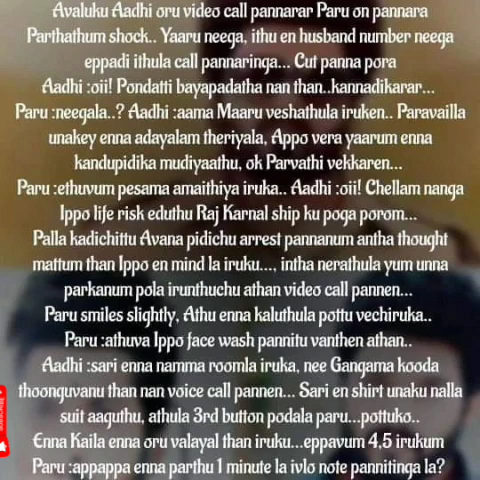 Avaluku Aadhi oru video call pannarar Paru on pannara
Parthathum shock.. Yaaru neega, ithu en husband number neega
eppadi ithula call pannaringa... Cut panna pora
Aadhi :oii! Pondatti bayapadatha nan than..kannadikarar...
Paru :neegala..? Aadhi :aama Maaru veshathula iruken.. Paravailla
unakey enna adayalam theriyala, Appo vera yaarum enna
kandupidika mudiyaathu, ok Parvathi vekkaren...
Paru :ethuvum pesama amaithiya iruka.. Aadhi :oii! Chellam nanga
Ippo life risk eduthu Raj Karnal ship ku poga porom...
Palla kadichittu Avana pidichu arrest pannanum antha thought
mattum than Ippo en mind la iruku..., intha nerathula yum unna
parkanum pola irunthuchu athan video call pannen...
Paru smiles slightly, Athu enna kaluthula pottu vechiruka..
Paru :athuva Ippo face wash pannitu vanthen athan..
Aadhi :sari enna namma roomla iruka, nee Gangama kooda
thoonguvanu than nan voice call pannen... Sari en shirt unaku nalla
suit aaguthu, athula 3rd button podala paru...pottuko..
Enna Kaila enna oru valayal than iruku...eppavum 4,5 irukum
Paru :appappa enna parthu 1 minute la ivlo note pannitinga la?